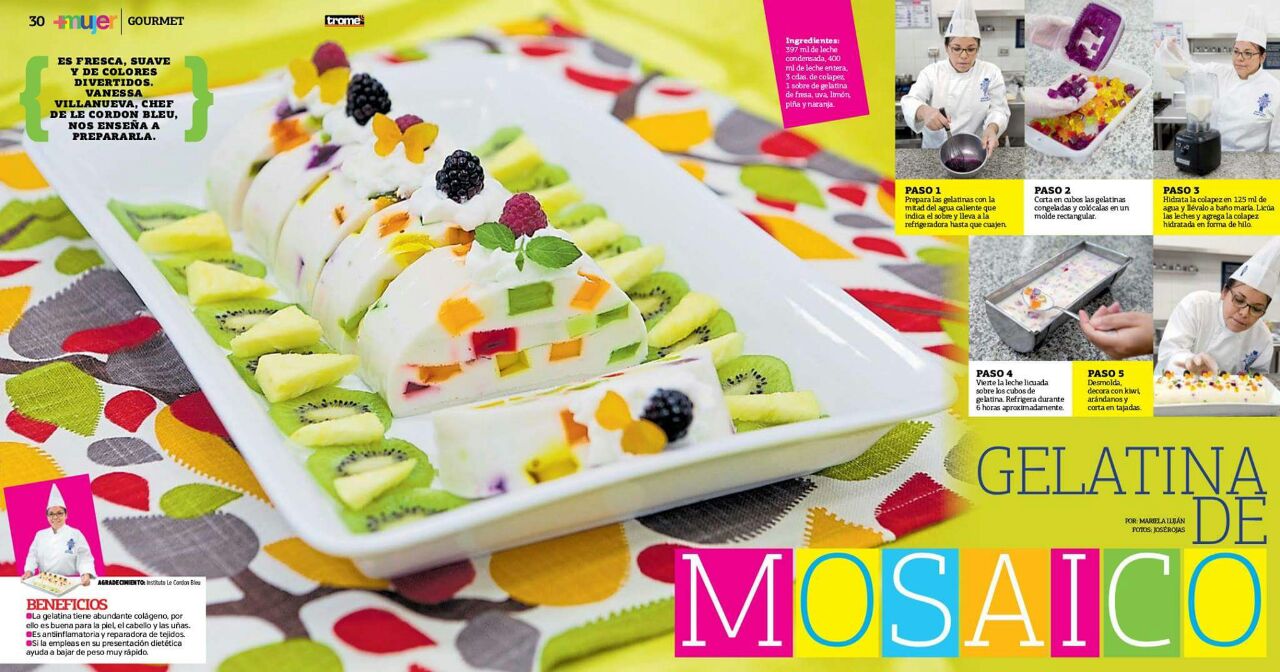 30 +mujer GOURMET
trome
ES FRESCA, SUAVE
Y DE COLORES
DIVERTIDOS.
VANESSA
VILLANUEVA, CHEF
DE LE CORDON BLEU,
NOS ENSEÑA A
PREPARARLA.
Ingredientes:
397 ml de leche
condensada, 400
ml de leche entera,
3 cdas. de colapez,
1 sobre de gelatina
de fresa, uva, limón,
piña y naranja.
PASO 1
Prepara las gelatinas con la
mitad del agua caliente que
indica el sobre y lleva a la
refrigeradora hasta que cuajen.
PASO 2
Corta en cubos las gelatinas
congeladas y colócalas en un
molde rectangular.
PASO 3
Hidrata la colapez en 125 ml de
agua y llévalo a baño maría. Licúa
las leches y agrega la colapez
hidratada en forma de hilo.
PASO 4
Vierte la leche licuada
sobre los cubos de
gelatina. Refrigera durante
6 horas aproximadamente.
PASO 5
Desmolda,
decora con kiwi,
arándanos y
corta en tajadas.
GELATINA
DE
MOSAICO
POR: MARIELA LUJÁN
FOTOS: JOSÉ ROJAS
AGRADECIMIENTO: Instituto Le Cordon Bleu
BENEFICIOS
La gelatina tiene abundante colágeno, por
ello es buena para la piel, el cabello y las uñas.
Es antiinflamatoria y reparadora de tejidos.
Si la empleas en su presentación dietética
ayuda a bajar de peso muy rápido.